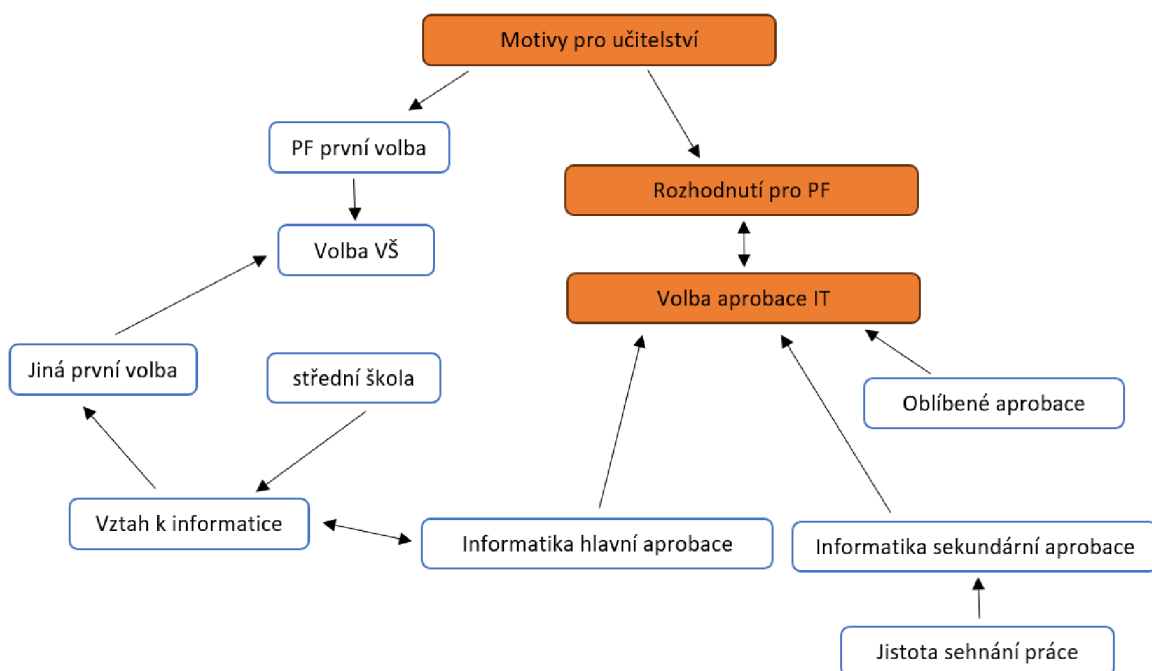 Motivy pro učitelství
PF první volba
Rozhodnutí pro PF
Volba VŠ
Volba aprobace IT
Jiná první volba
střední škola
Oblíbené aprobace
Vztah k informatice
Informatika hlavní aprobace
Informatika sekundární aprobace
Jistota sehnání práce